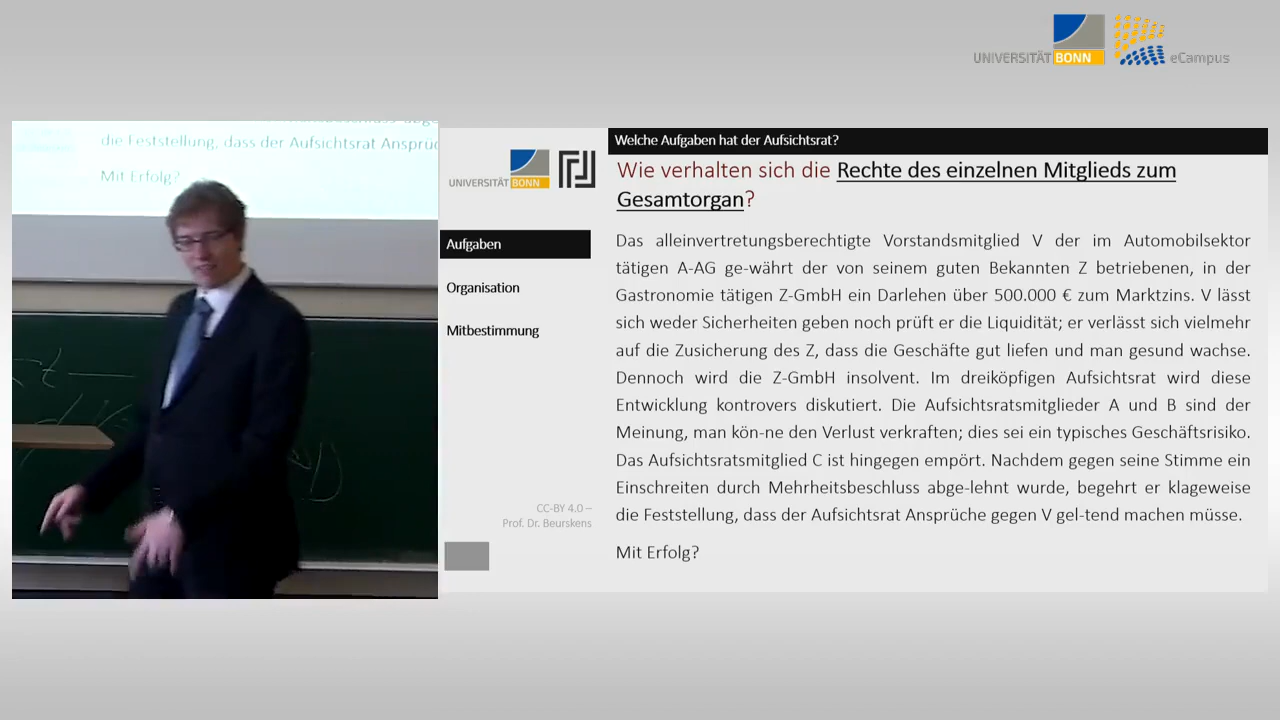 UNIVERSITÄT BONN eCampus
die Feststellung, dass der Aufsichtsrat
Mit Erfolg?
UNIVERSITÄT BONN
Aufgaben
Organisation
Mitbestimmung
CC-BY 4.0 –
Prof. Dr. Beurskens
Welche Aufgaben hat der Aufsichtsrat?
Wie verhalten sich die Rechte des einzelnen Mitglieds zum
Gesamtorgan?
Das alleinvertretungsberechtigte Vorstandsmitglied V der im Automobilsektor
tätigen A-AG ge-währt der von seinem guten Bekannten Z betriebenen, in der
Gastronomie tätigen Z-GmbH ein Darlehen über 500.000 € zum Marktzins. V lässt
sich weder Sicherheiten geben noch prüft er die Liquidität; er verlässt sich vielmehr
auf die Zusicherung des Z, dass die Geschäfte gut liefen und man gesund wachse.
Dennoch wird die Z-GmbH insolvent. Im dreiköpfigen Aufsichtsrat wird diese
Entwicklung kontrovers diskutiert. Die Aufsichtsratsmitglieder A und B sind der
Meinung, man kön-ne den Verlust verkraften; dies sei ein typisches Geschäftsrisiko.
Das Aufsichtsratsmitglied C ist hingegen empört. Nachdem gegen seine Stimme ein
Einschreiten durch Mehrheitsbeschluss abge-lehnt wurde, begehrt er klageweise
die Feststellung, dass der Aufsichtsrat Ansprüche gegen V gel-tend machen müsse.
Mit Erfolg?